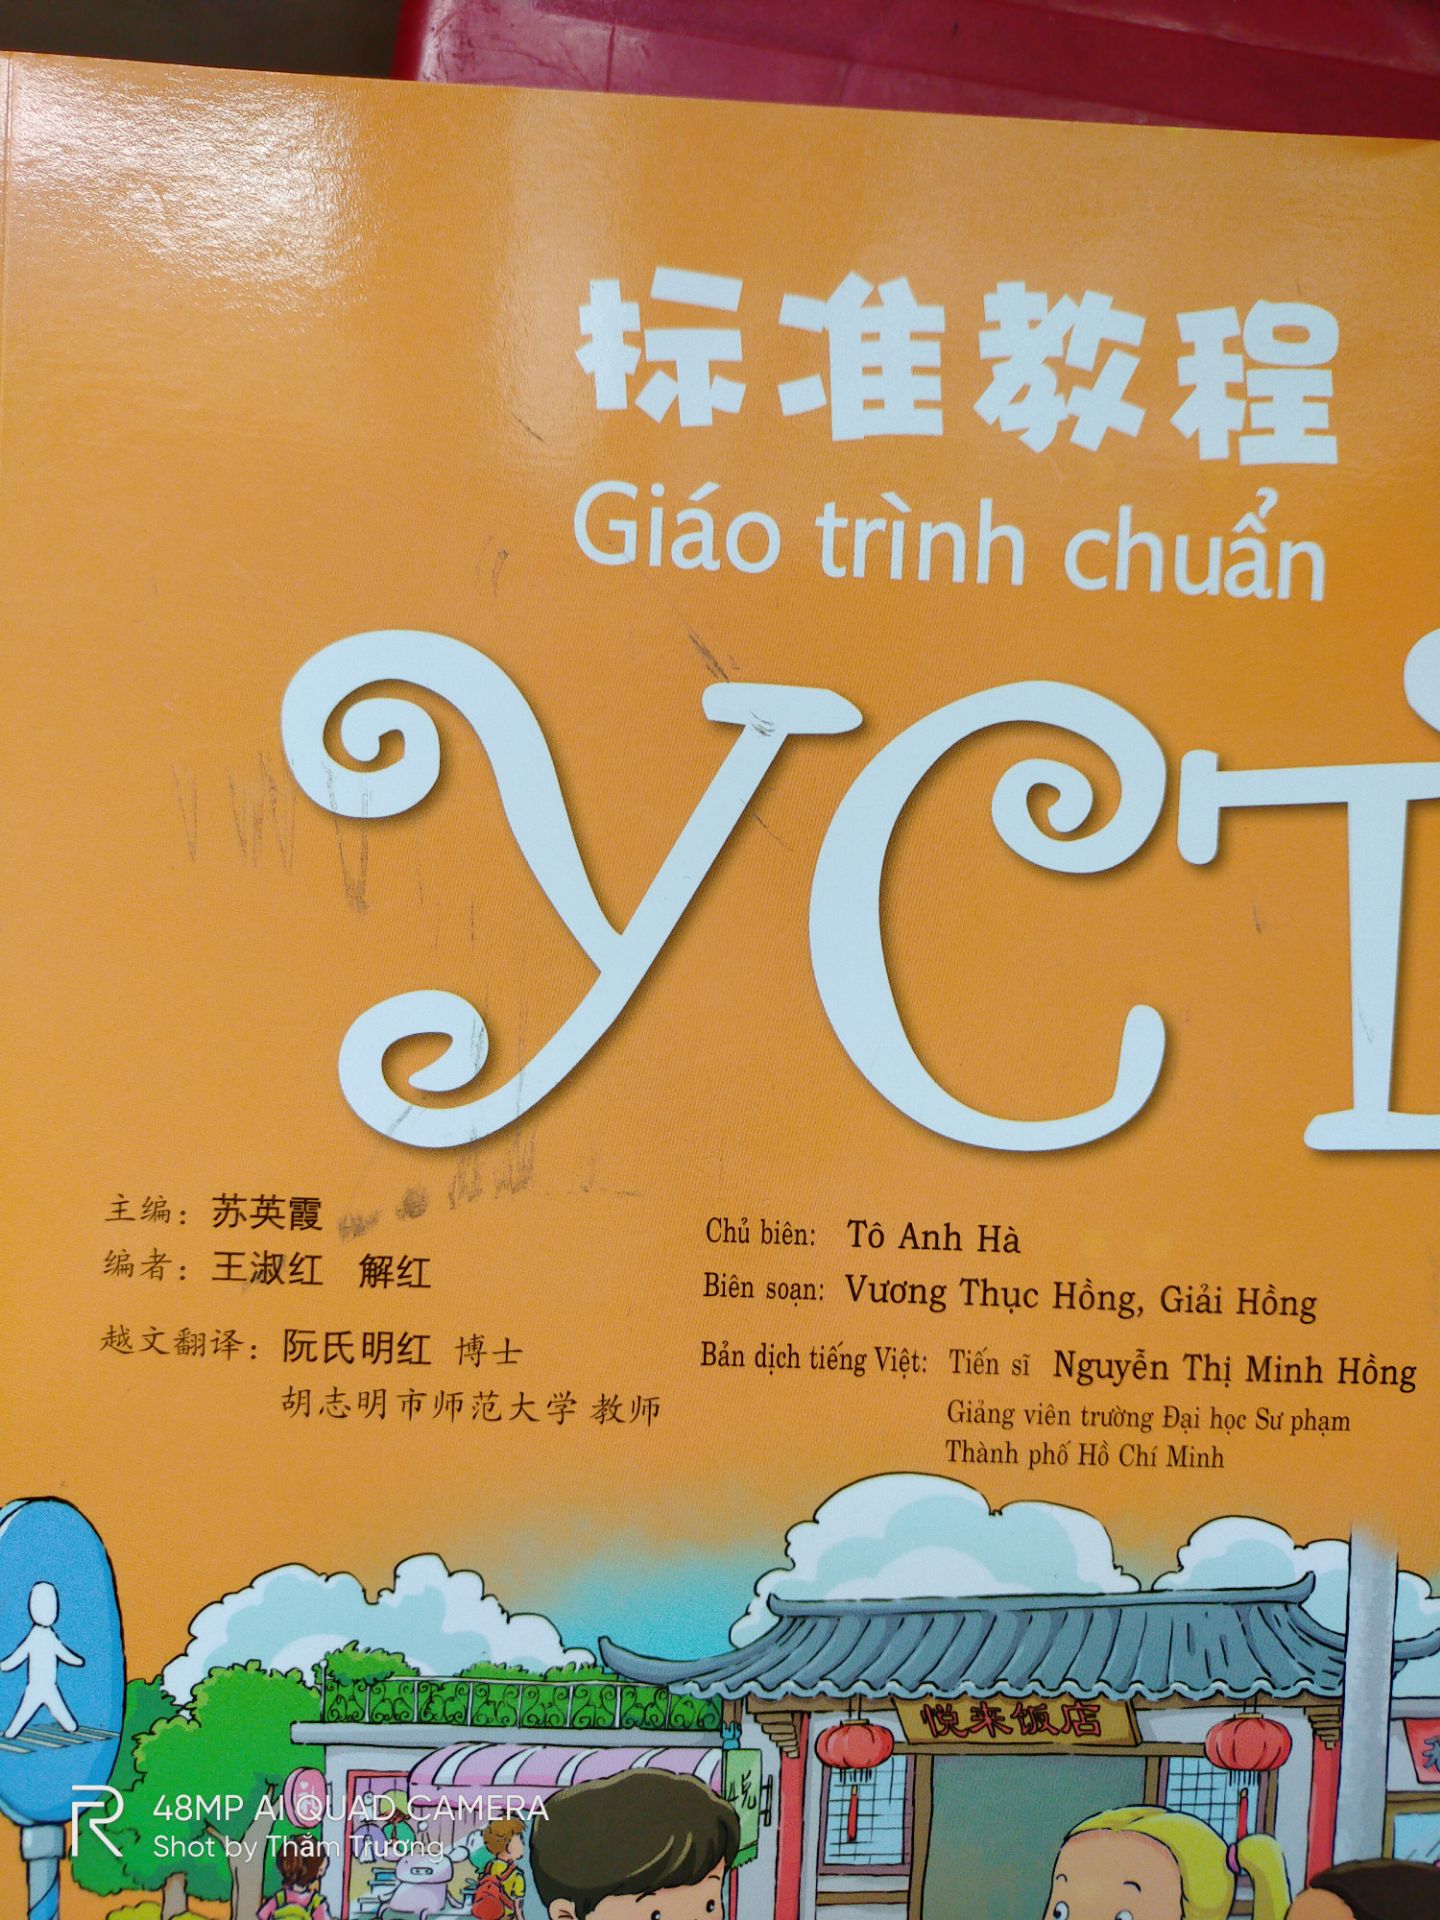 标准教程
Giáo trình chuẩn
YCT
主编：苏英霞
编者：王淑红 解红
越文翻译：阮氏明红 博士
胡志明市师范大学 教师
Chủ biên: Tô Anh Hà
Biên soạn: Vương Thục Hồng, Giải Hồng
Bản dịch tiếng Việt: Tiến sĩ Nguyễn Thị Minh Hồng
Giảng viên trường Đại học Sư phạm
Thành phố Hồ Chí Minh
悦来饭店
48MP AI QUAD CAMERA
Shot by Thắm Trương